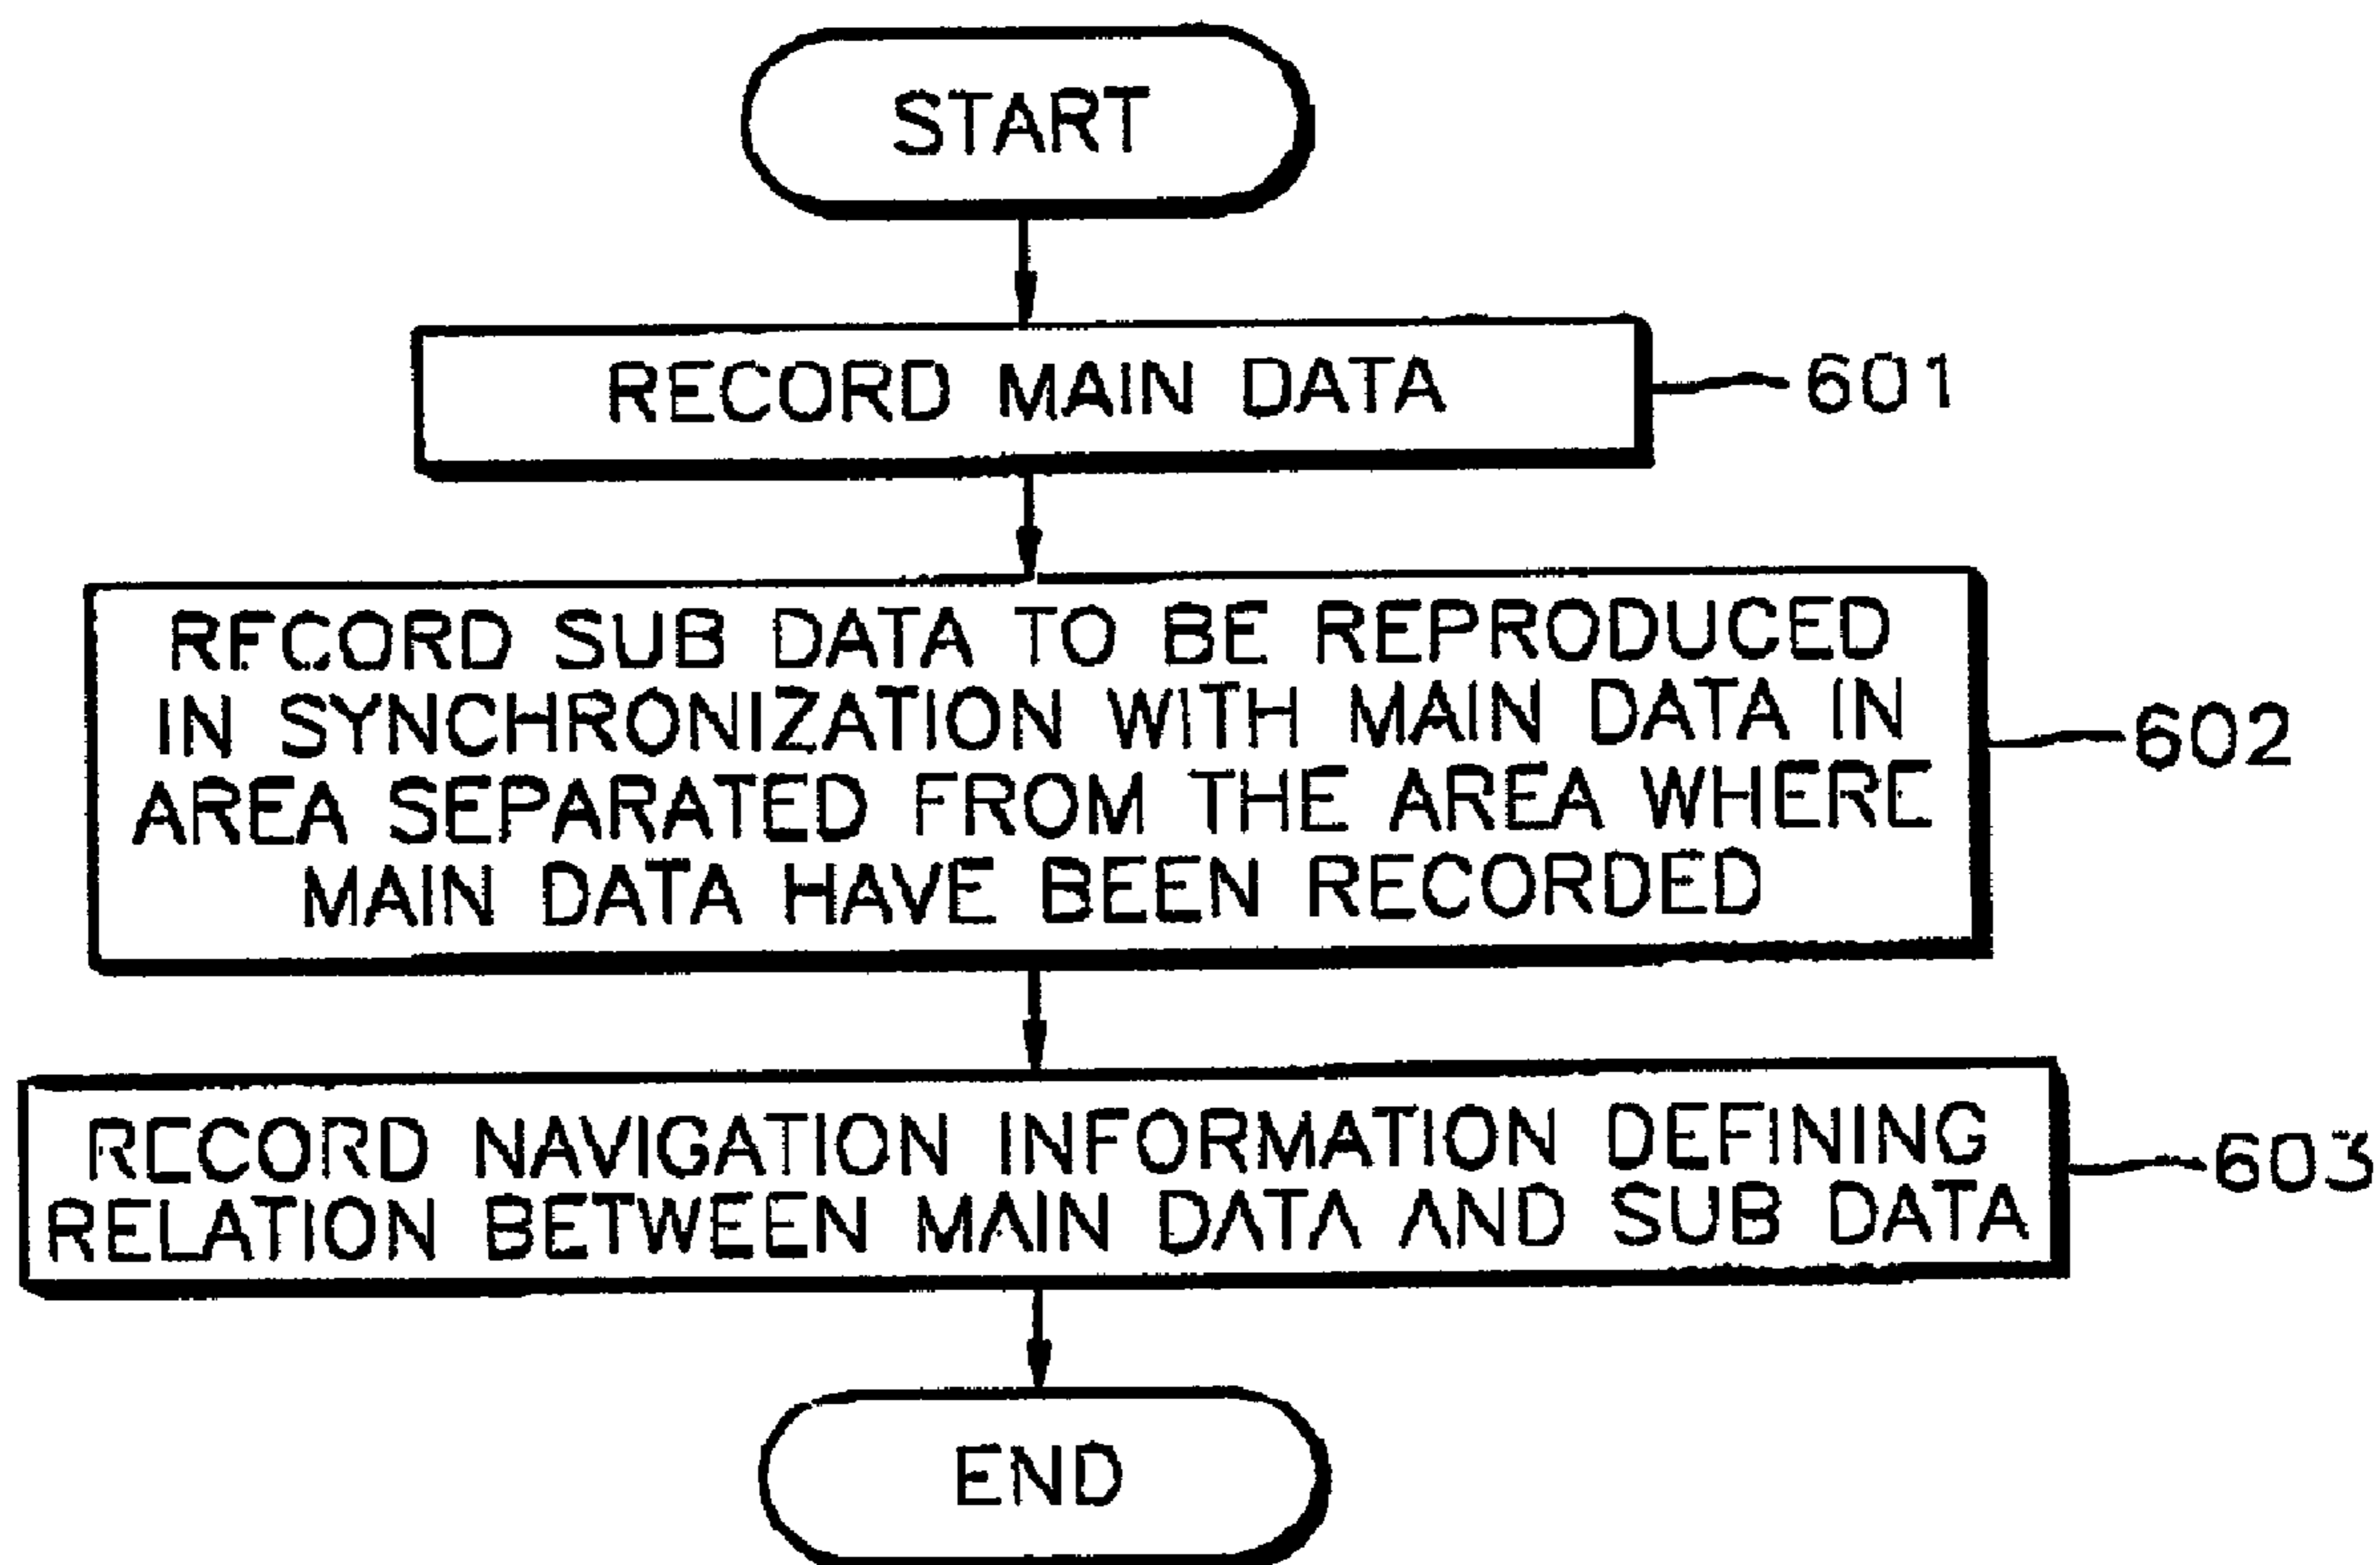 START
RECORD MAIN DATA
601
RECORD SUB DATA TO BE REPRODUCED
IN SYNCHRONIZATION WITH MAIN DATA IN
AREA SEPARATED FROM THE AREA WHERE
MAIN DATA HAVE BEEN RECORDED
602
RECORD NAVIGATION INFORMATION DEFINING
RELATION BETWEEN MAIN DATA AND SUB DATA
603
END